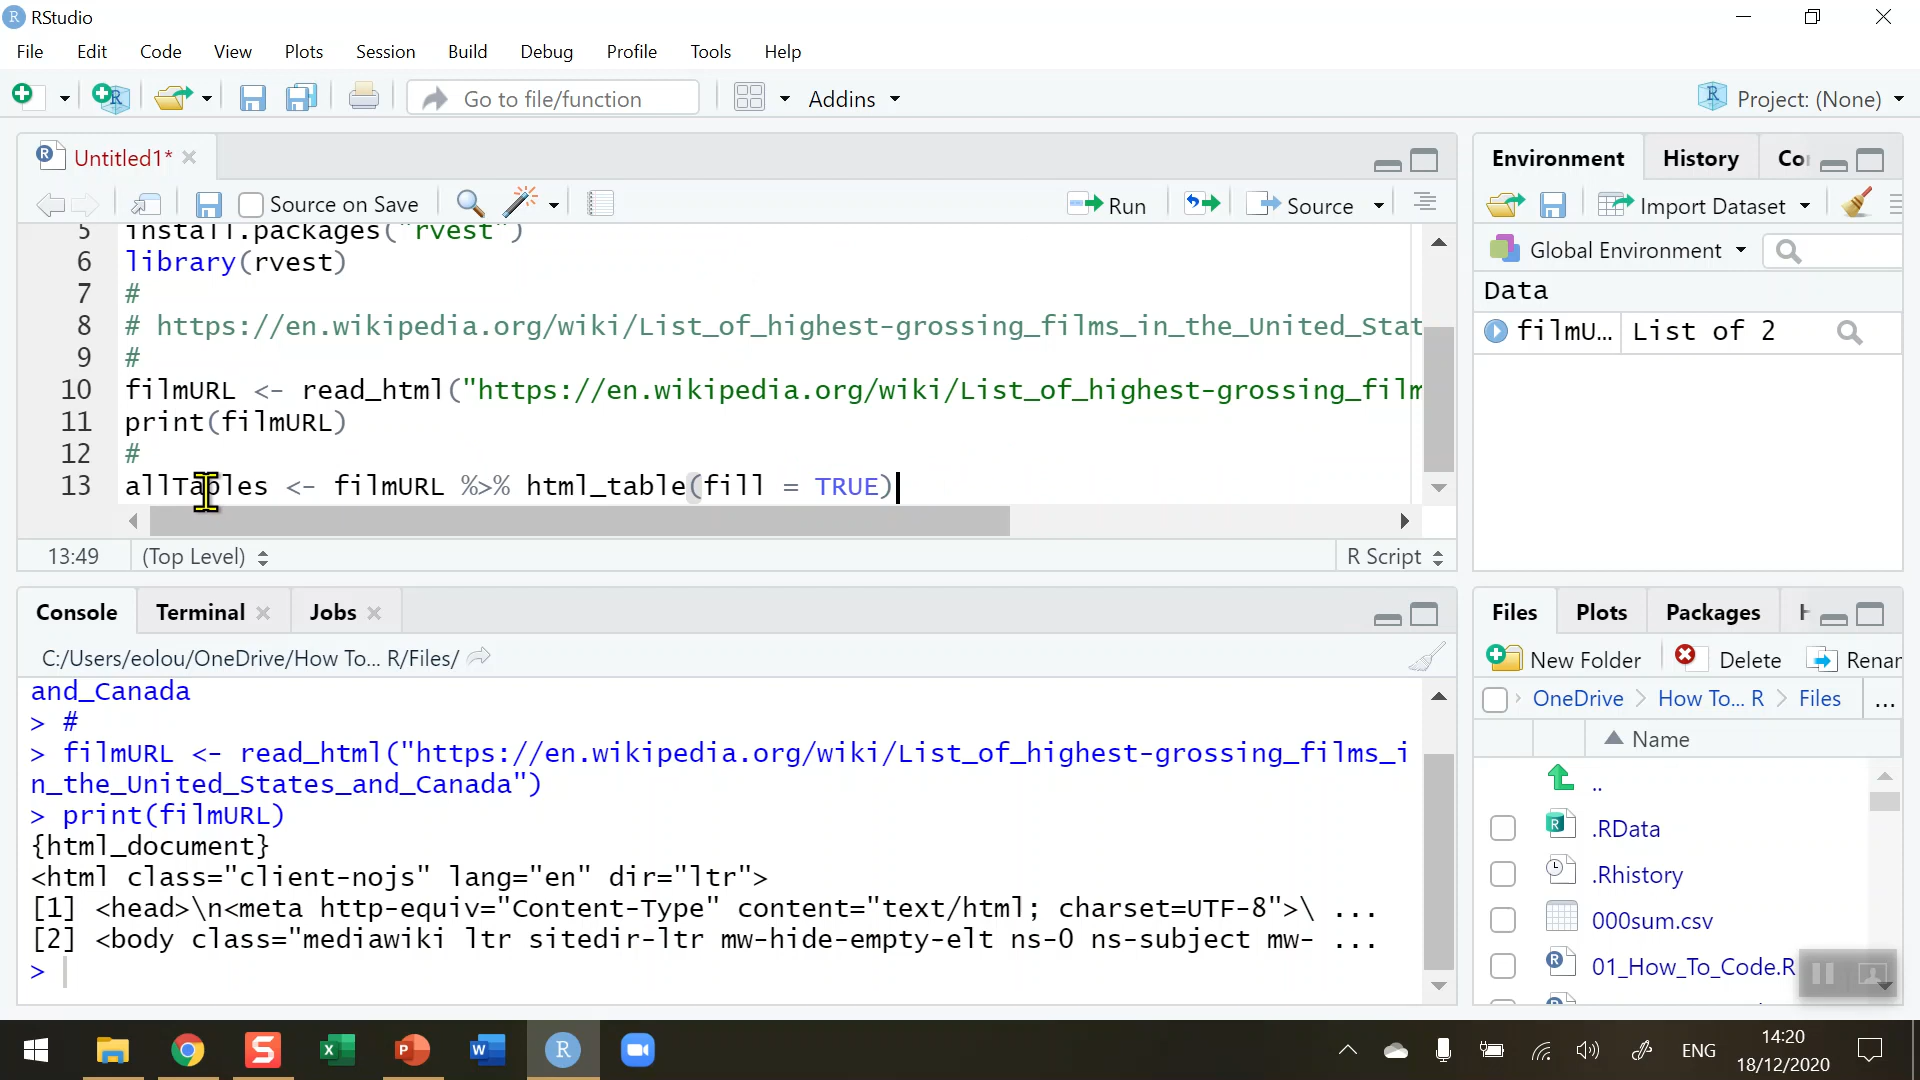 RStudio
File Edit Code View Plots Session Build Debug Profile Tools Help
Go to file/function Addins Project: (None)
Untitled1*
Source on Save Run Source
5 install.packages("rvest")
6 library(rvest)
7 #
8 # https://en.wikipedia.org/wiki/List_of_highest-grossing_films_in_the_United_Stat
9 #
10 filmURL <- read_html("https://en.wikipedia.org/wiki/List_of_highest-grossing_film
11 print(filmURL)
12 #
13 allTables <- filmURL %>% html_table(fill = TRUE)
13:49 (Top Level) R Script
Console Terminal Jobs
C:/Users/eolou/OneDrive/How To... R/Files/
and_Canada
> #
> filmURL <- read_html("https://en.wikipedia.org/wiki/List_of_highest-grossing_films_i
n_the_United_States_and_Canada")
> print(filmURL)
{html_document}
<html class="client-nojs" lang="en" dir="ltr">
[1] <head>\n<meta http-equiv="Content-Type" content="text/html; charset=UTF-8">\ ...
[2] <body class="mediawiki ltr sitedir-ltr mw-hide-empty-elt ns-0 ns-subject mw- ...
>
Environment History Co
Import Dataset
Global Environment
Data
filmU... List of 2
Files Plots Packages
New Folder Delete Renar
OneDrive > How To... R > Files ...
Name
..
.RData
.Rhistory
000sum.csv
01_How_To_Code.R
ENG
14:20
18/12/2020